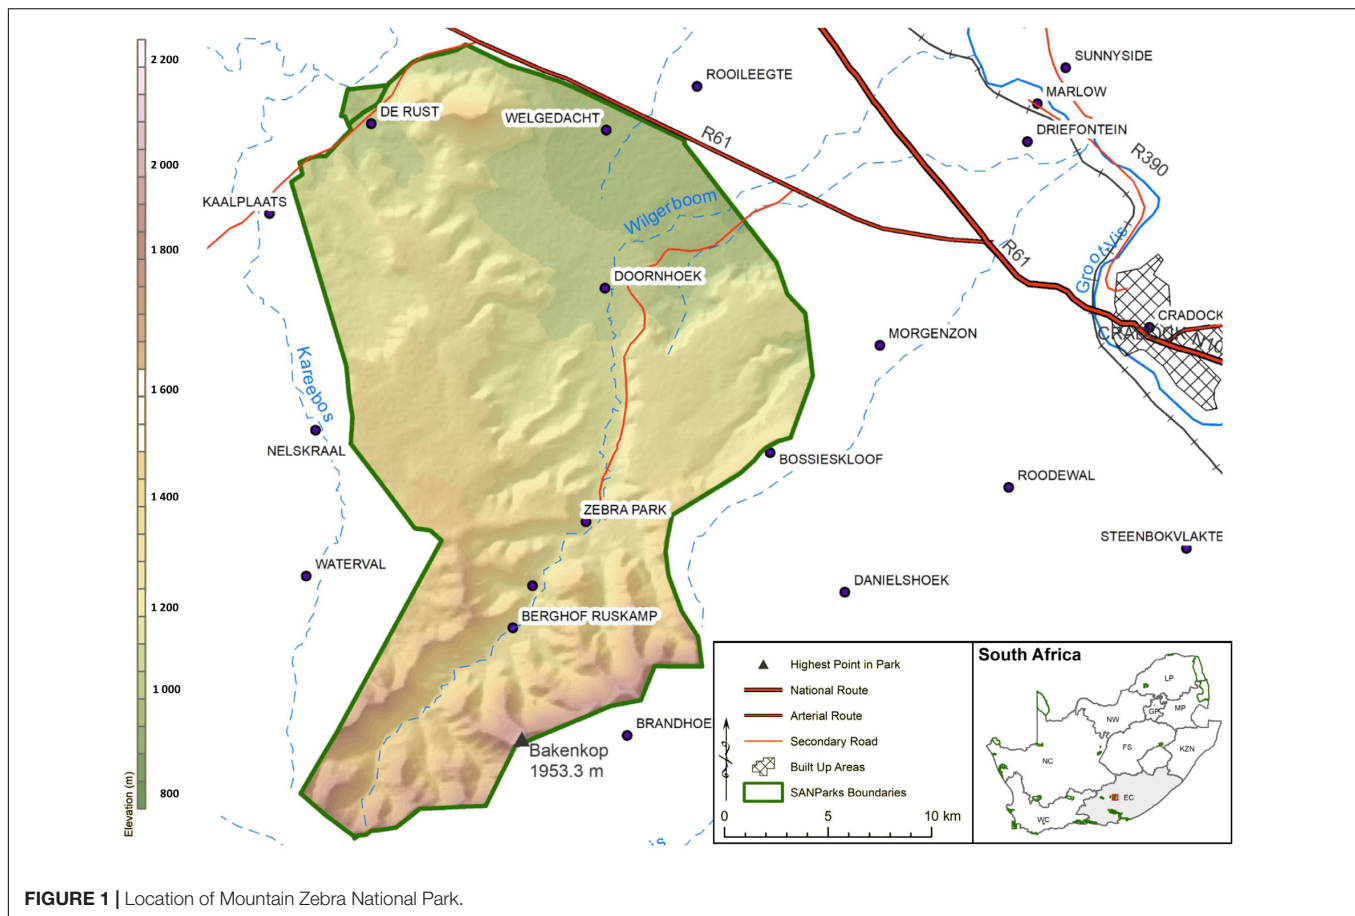 2 200
2 000
1 800
1 600
1 400
1 200
1 000
800
Elevation (m)
SUNNYSIDE
ROOILEEGTE
MARLOW
DE RUST
WELGEDACHT
DRIEFONTEIN
R61
R390
KAALPLAATS
Wilgerboom
R61
Groot-Vis
DOORNHOEK
CRADOCK
MORGENZON
CRADOCK N10
Kareebos
NELSKRAAL
BOSSIESKLOOF
ROODEWAL
ZEBRA PARK
STEENBOKVLAKTE
WATERVAL
DANIELSHOEK
BERGHOF RUSKAMP
BRANDHOE
Bakenkop
1953.3 m
Highest Point in Park
National Route
Arterial Route
Secondary Road
Built Up Areas
SANParks Boundaries
0 5 10 km
South Africa
LP
NW
GP
MP
FS
KZN
NC
EC
WC
FIGURE 1 | Location of Mountain Zebra National Park.